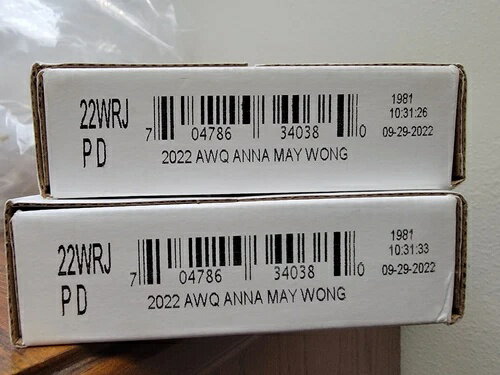 22WRJ
P D
7 04786 34038 0
2022 AWQ ANNA MAY WONG
1981
10:31:26
09-29-2022
22WRJ
P D
7 04786 34038 0
2022 AWQ ANNA MAY WONG
1981
10:31:33
09-29-2022